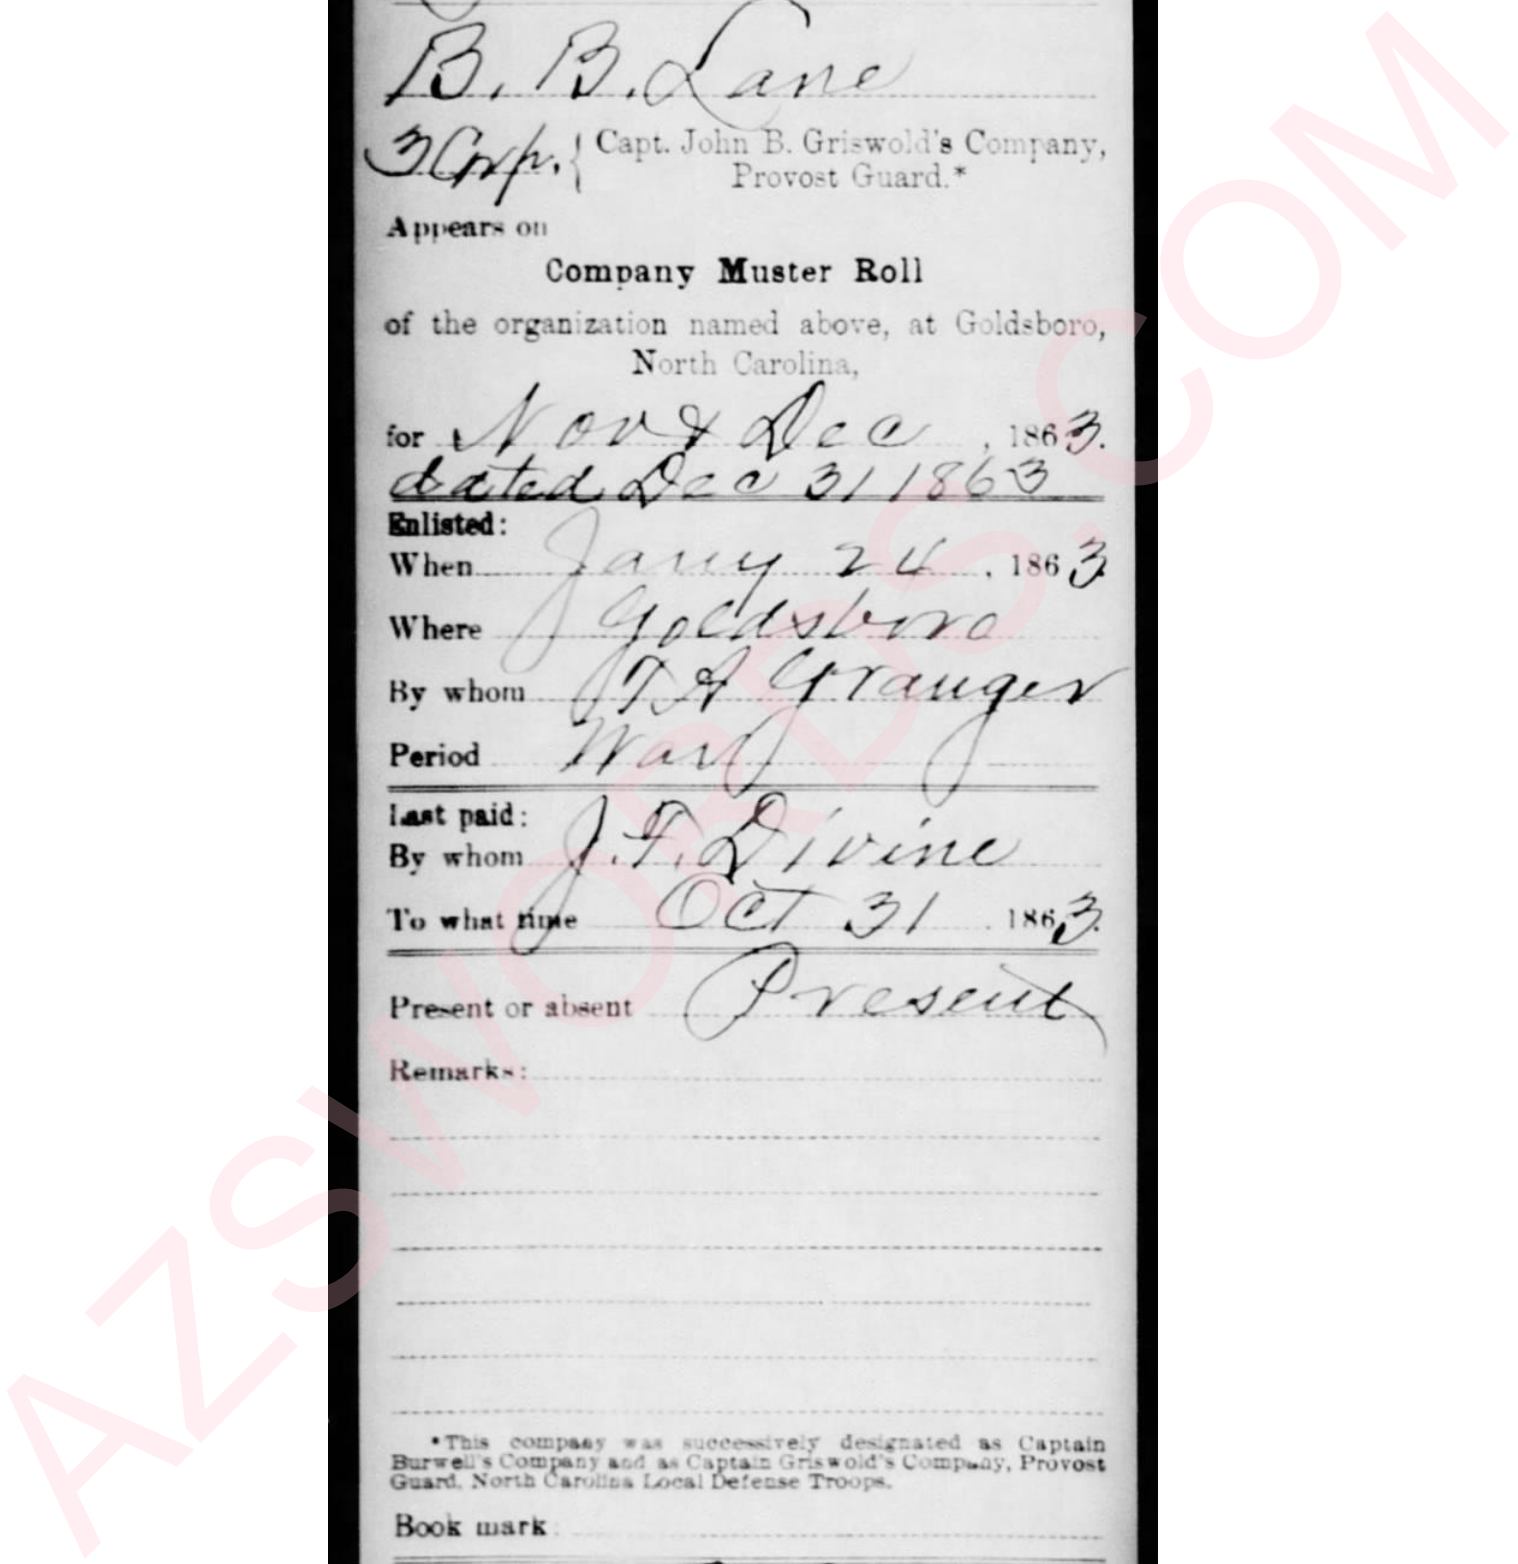 B. B. Lane
3 Corp. { Capt. John B. Griswold's Company,
Provost Guard.*
Appears on
Company Muster Roll
of the organization named above, at Goldsboro,
North Carolina,
for Nov & Dec , 1863.
dated Dec 31 1863
Enlisted:
When Jany 24 , 1863.
Where Goldsboro
By whom T A Granger
Period War
Last paid:
By whom J. F. Divine
To what time Oct 31 . 1863.
Present or absent Present
Remarks:
*This company was successively designated as Captain
Burwell's Company and as Captain Griswold's Company, Provost
Guard, North Carolina Local Defense Troops.
Book mark:
AZSWORDS.COM